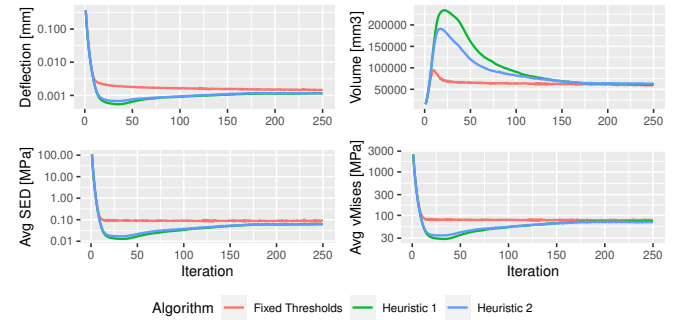 Deflection [mm]
0.100
0.010
0.001
0 50 100 150 200 250
Volume [mm3]
200000
150000
100000
50000
0 50 100 150 200 250
Avg SED [MPa]
100.00
10.00
1.00
0.10
0.01
0 50 100 150 200 250
Iteration
Avg vMises [MPa]
3000
1000
300
100
30
0 50 100 150 200 250
Iteration
Algorithm Fixed Thresholds Heuristic 1 Heuristic 2